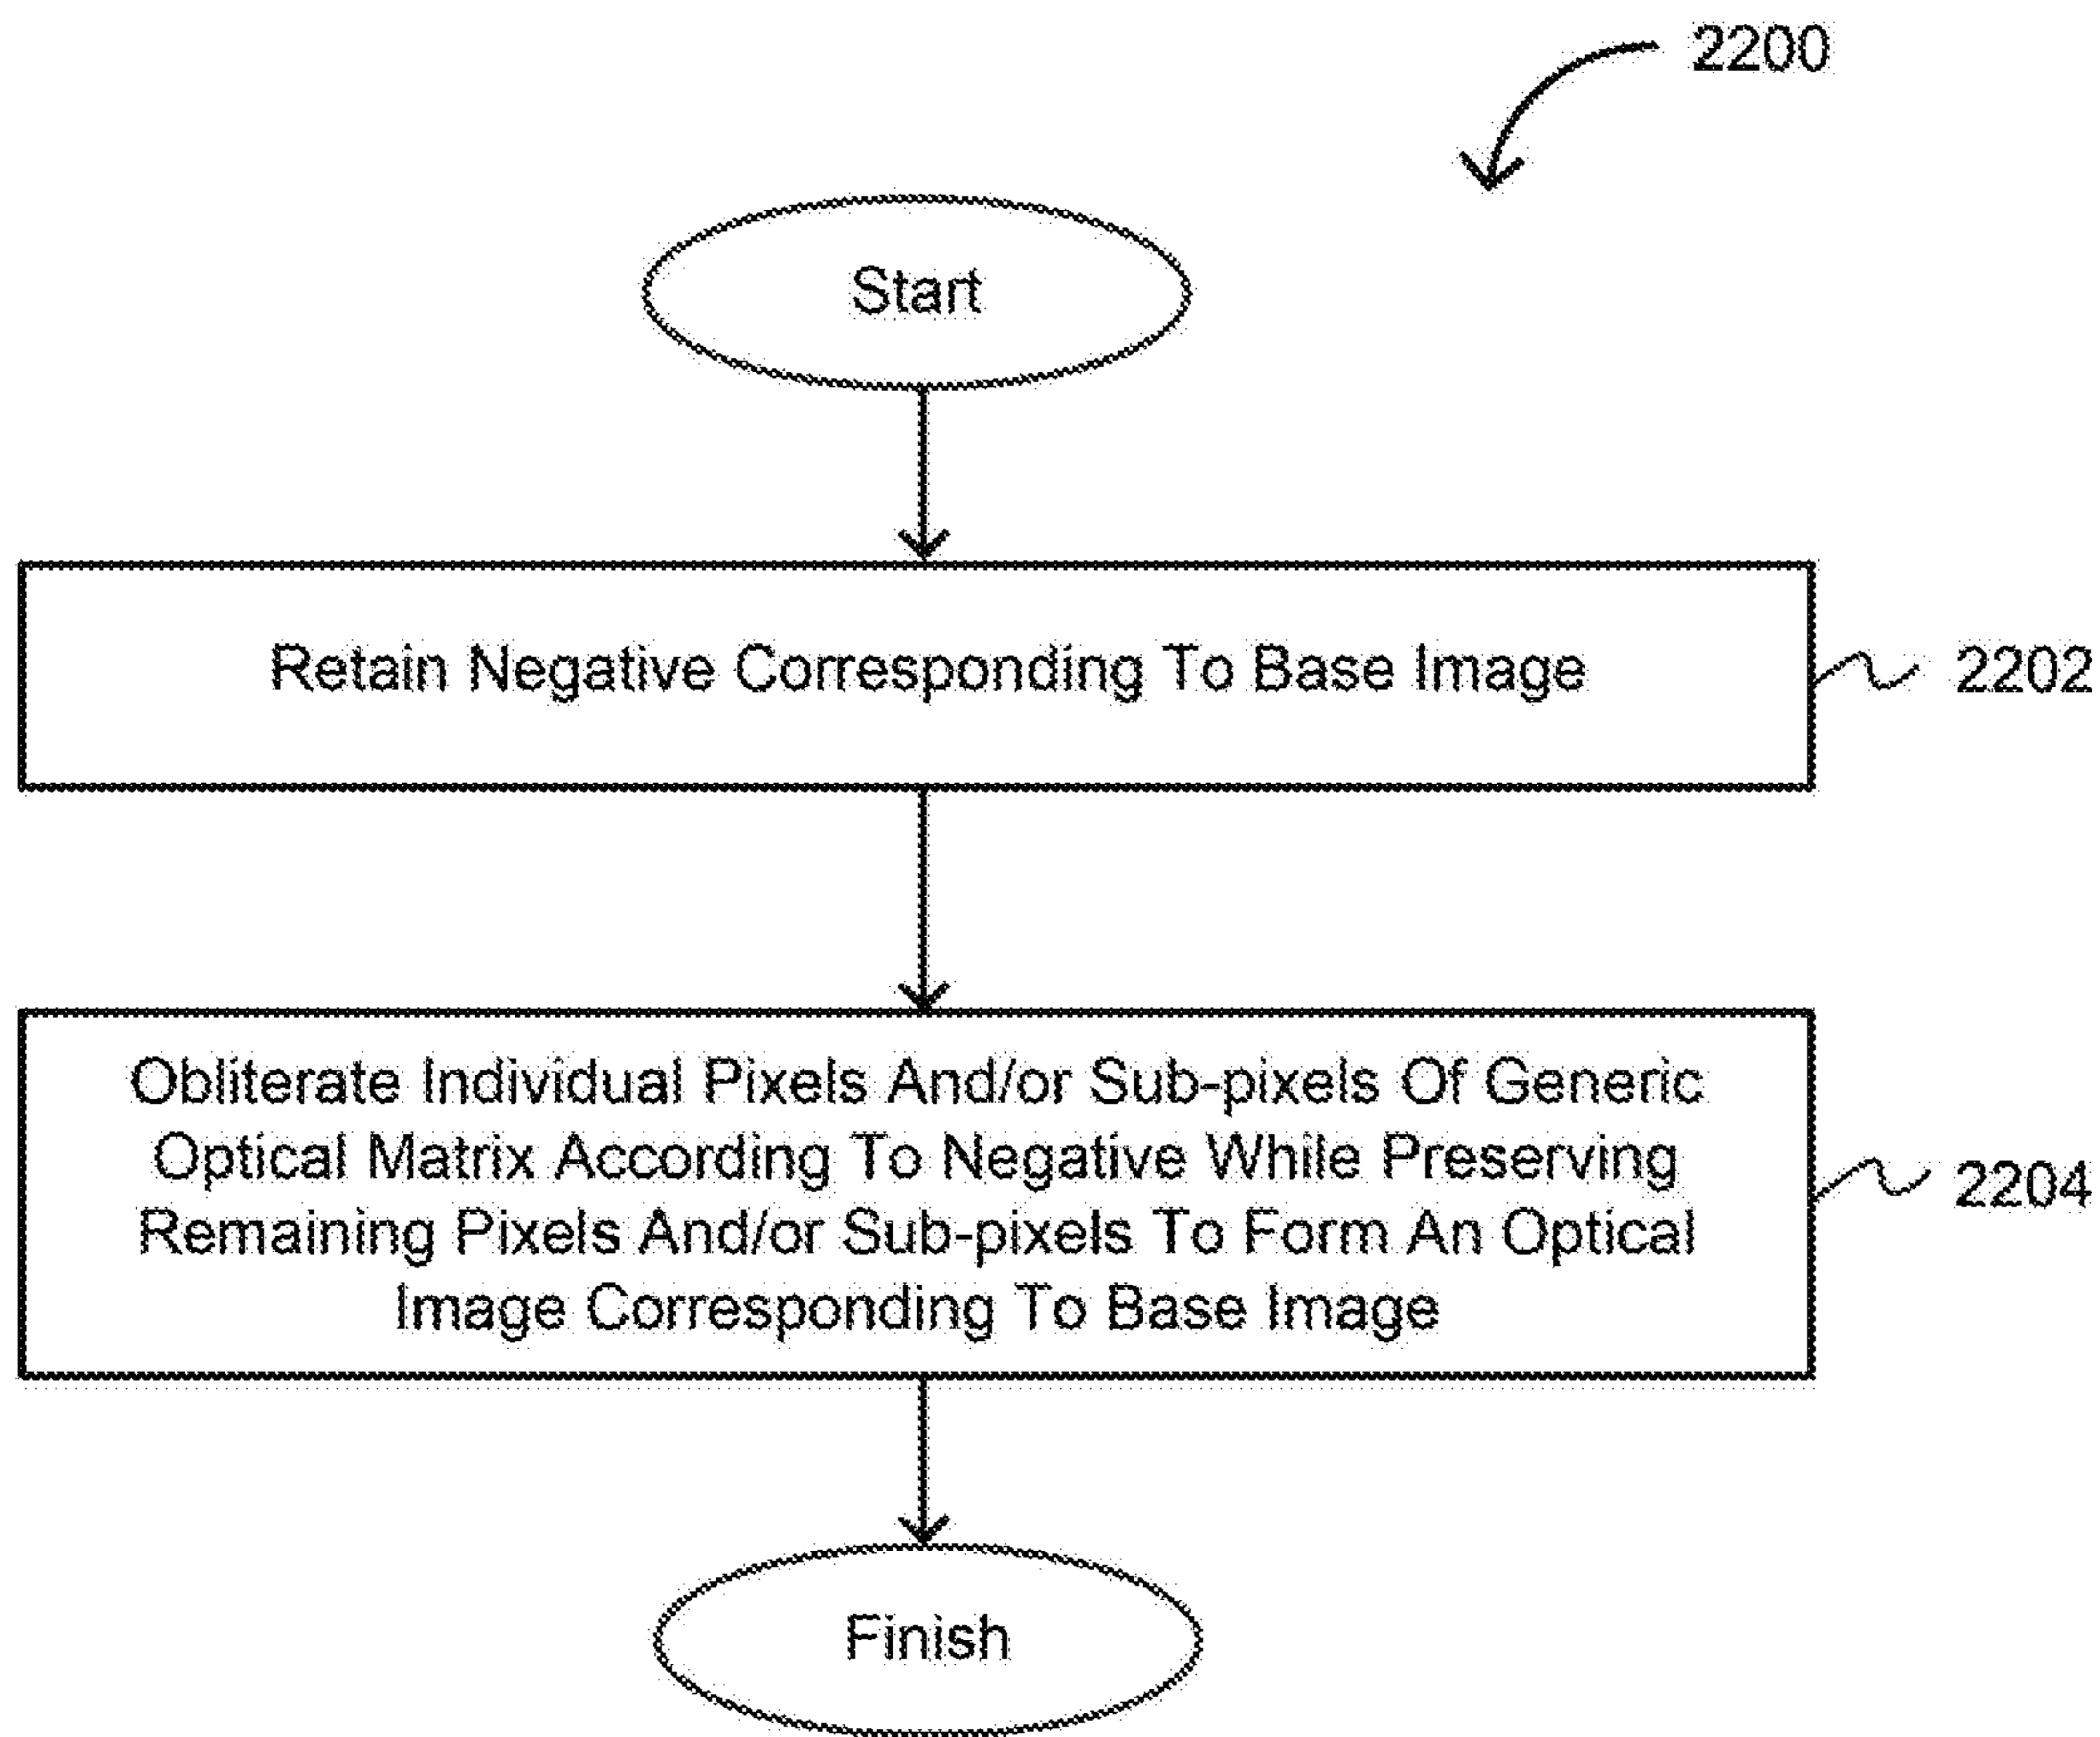 2200
Start
Retain Negative Corresponding To Base Image
2202
Obliterate Individual Pixels And/or Sub-pixels Of Generic
Optical Matrix According To Negative While Preserving
Remaining Pixels And/or Sub-pixels To Form An Optical
Image Corresponding To Base Image
2204
Finish